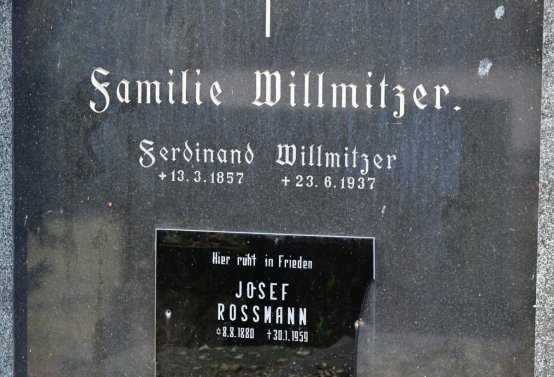 Familie Willmitzer.
Ferdinand Willmitzer
+13.3.1857 +23.6.1937
Hier ruht in Frieden
JOSEF
ROSSMANN
*8.8.1880 †30.1.1959